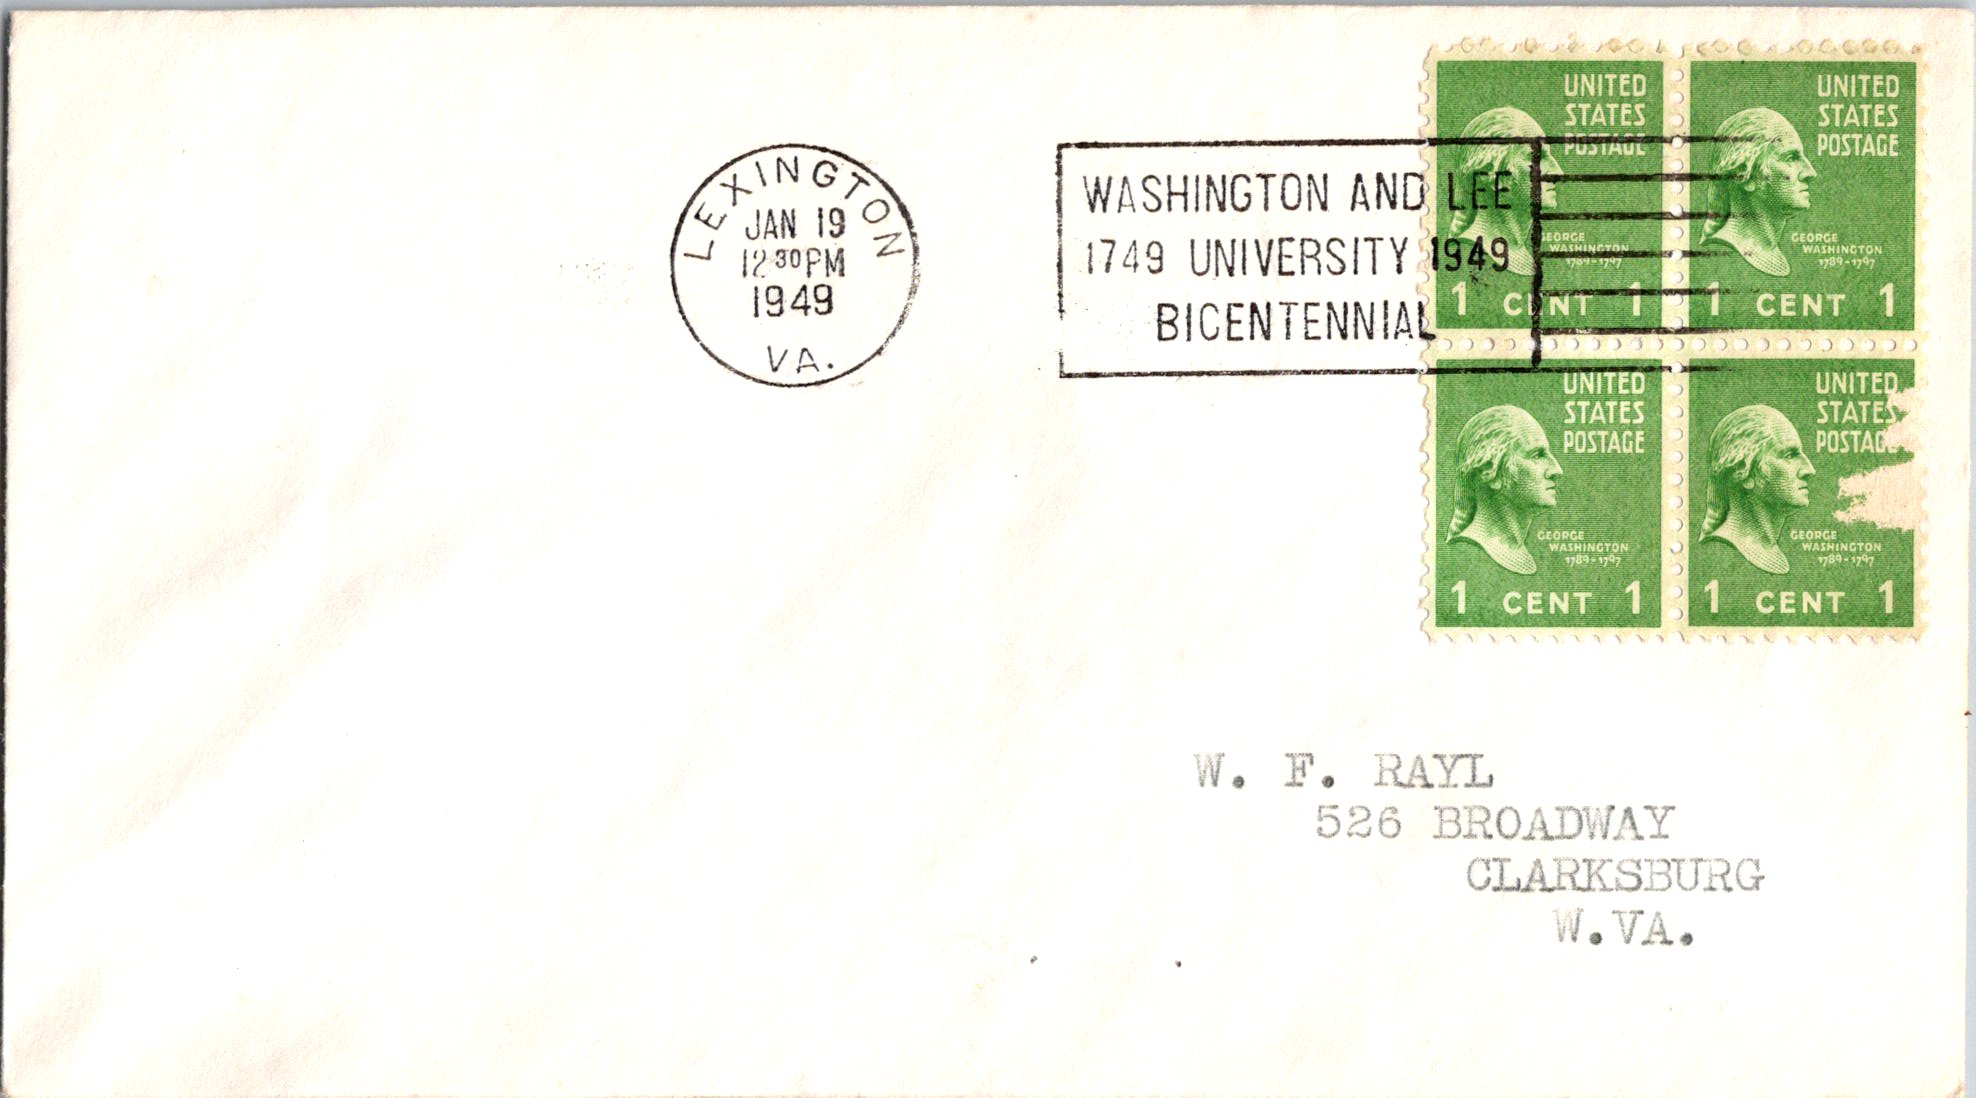 LEXINGTON
JAN 19
12 30 PM
1949
VA.
WASHINGTON AND LEE
1749 UNIVERSITY 1949
BICENTENNIAL
UNITED
STATES
POSTAGE
GEORGE
WASHINGTON
1789-1797
1 CENT 1
UNITED
STATES
POSTAGE
GEORGE
WASHINGTON
1789-1797
1 CENT 1
UNITED
STATES
POSTAGE
GEORGE
WASHINGTON
1789-1797
1 CENT 1
UNITED
STATES
POSTAG
GEORGE
WASHINGTON
1789-1797
1 CENT 1
W. F. RAYL
526 BROADWAY
CLARKSBURG
W.VA.